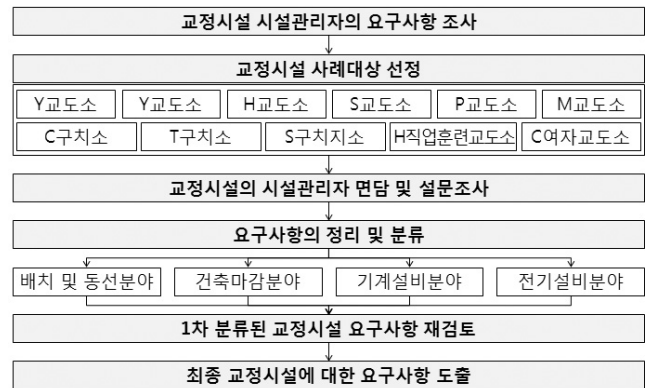 교정시설 시설관리자의 요구사항 조사
교정시설 사례대상 선정
Y교도소 Y교도소 H교도소 S교도소 P교도소 M교도소
C구치소 T구치소 S구치지소 H직업훈련교도소 C여자교도소
교정시설의 시설관리자 면담 및 설문조사
요구사항의 정리 및 분류
배치 및 동선분야 건축마감분야 기계설비분야 전기설비분야
1차 분류된 교정시설 요구사항 재검토
최종 교정시설에 대한 요구사항 도출